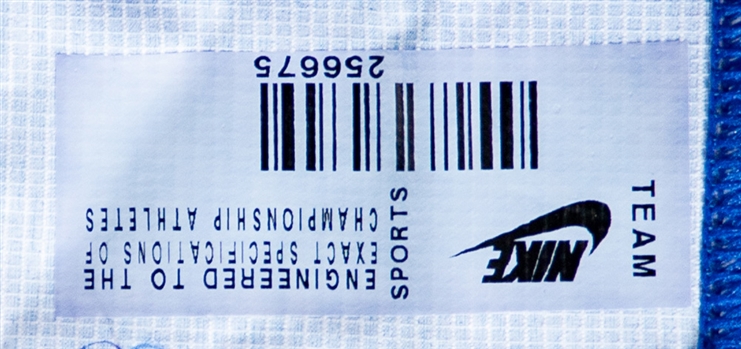 TEAM
NIKE
SPORTS
ENGINEERED TO THE
EXACT SPECIFICATIONS OF
CHAMPIONSHIP ATHLETES
256675